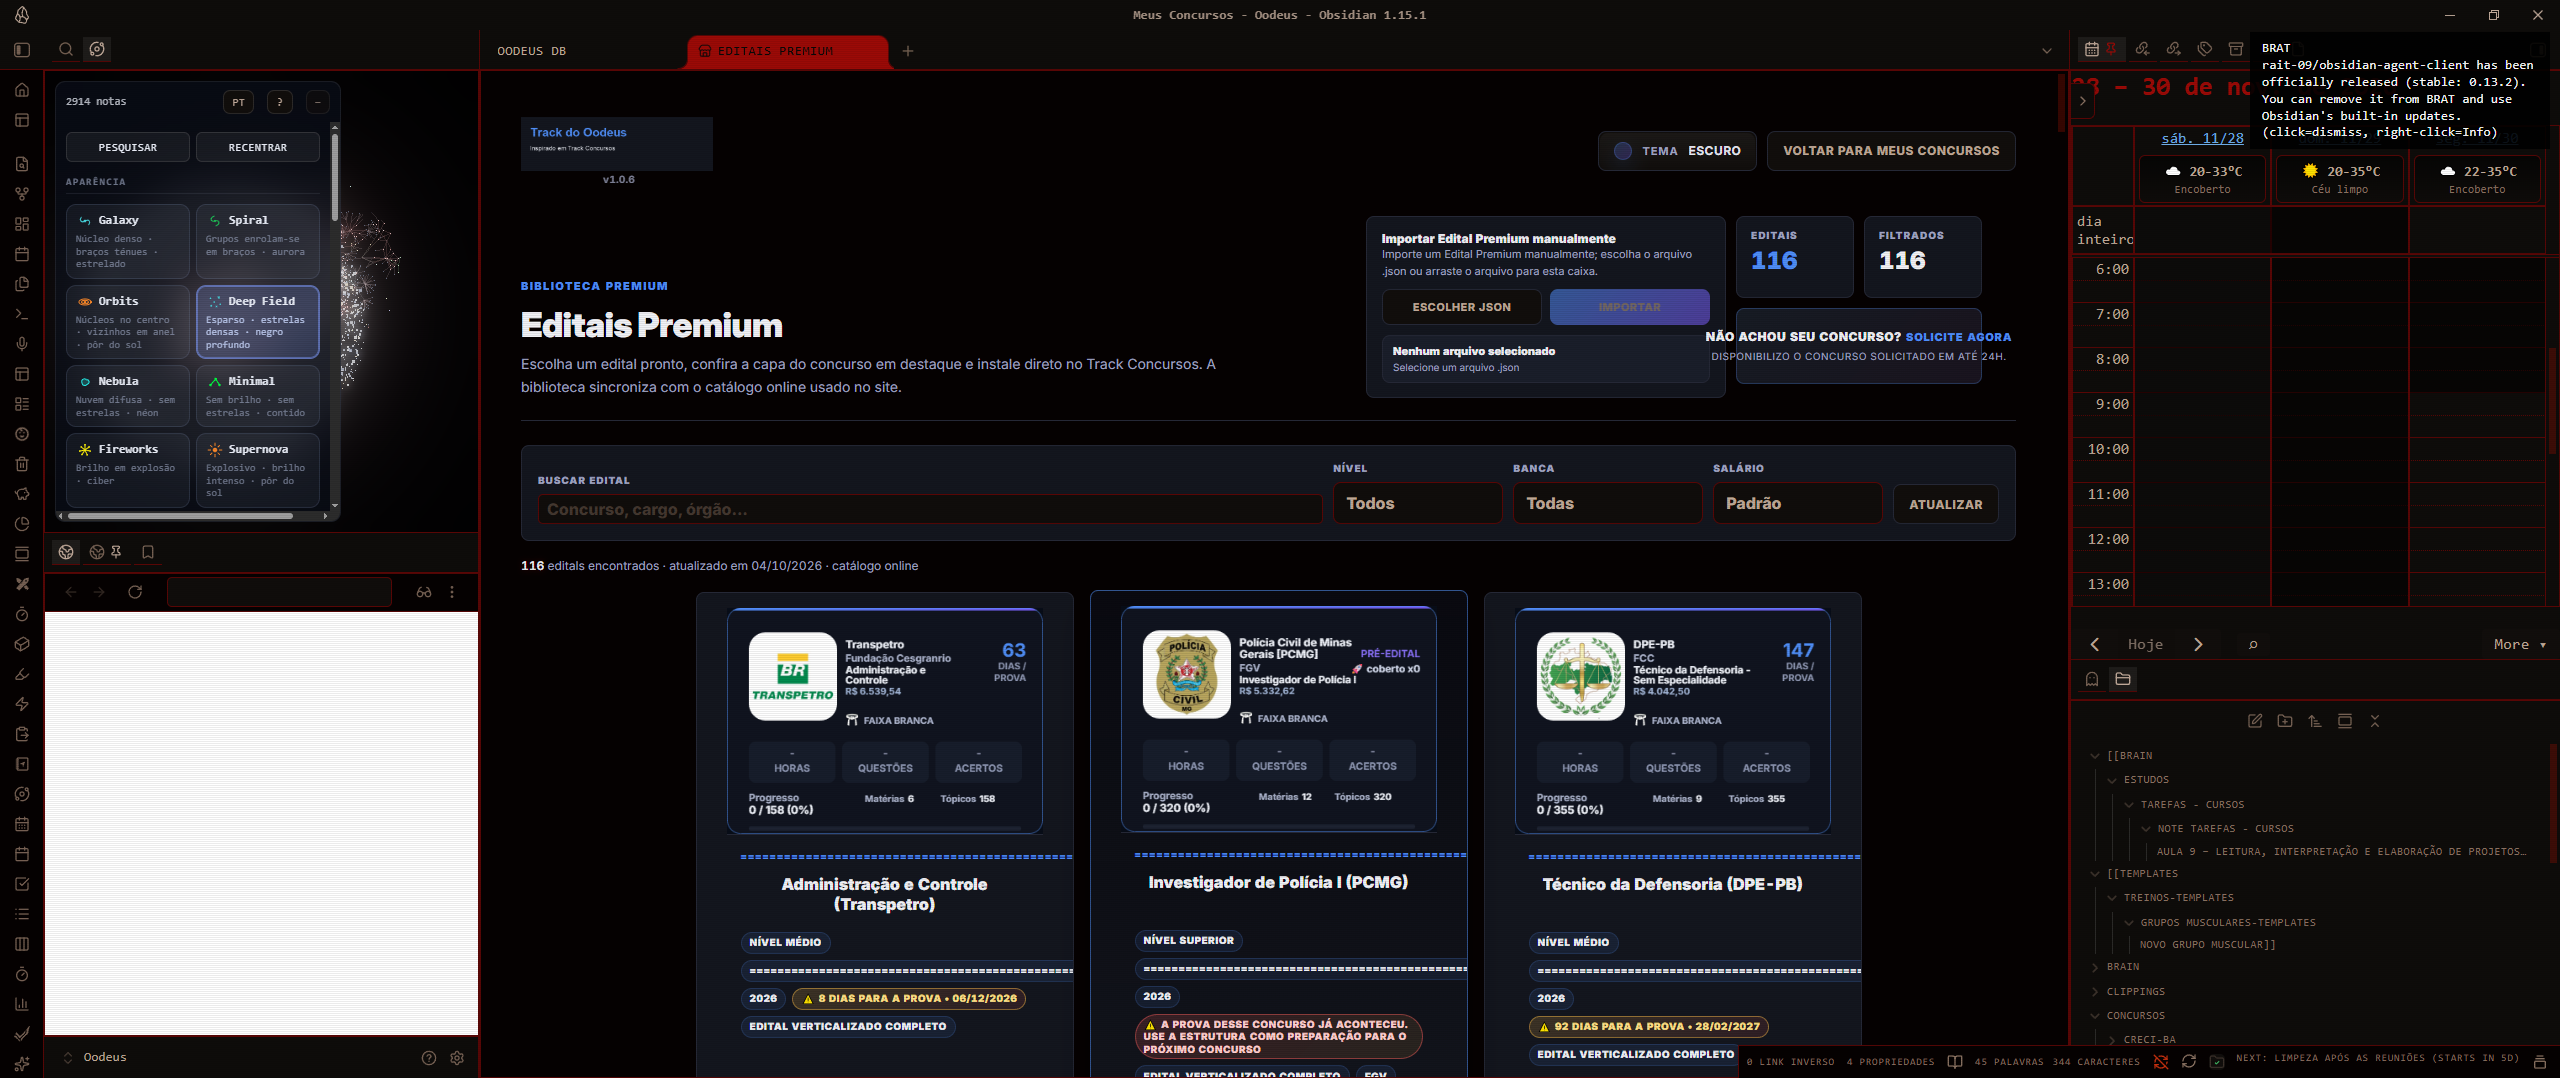 Meus Concursos - Oodeus - Obsidian 1.15.1
OODEUS DB
EDITAIS PREMIUM
2914 notas
PT
?
PESQUISAR
RECENTRAR
APARÊNCIA
Galaxy
Núcleo denso ·
braços ténues ·
estrelado
Spiral
Grupos enrolam-se
em braços · aurora
Orbits
Núcleos no centro
· vizinhos em anel
· pôr do sol
Deep Field
Esparso · estrelas
densas · negro
profundo
Nebula
Nuvem difusa · sem
estrelas · néon
Minimal
Sem brilho · sem
estrelas · contido
Fireworks
Brilho em explosão
· ciber
Supernova
Explosivo · brilho
intenso · pôr do
sol
Oodeus
Track do Oodeus
Inspirado em Track Concursos
v1.0.6
TEMA ESCURO
VOLTAR PARA MEUS CONCURSOS
BIBLIOTECA PREMIUM
Editais Premium
Escolha um edital pronto, confira a capa do concurso em destaque e instale direto no Track Concursos. A
biblioteca sincroniza com o catálogo online usado no site.
Importar Edital Premium manualmente
Importe um Edital Premium manualmente; escolha o arquivo
.json ou arraste o arquivo para esta caixa.
ESCOLHER JSON
IMPORTAR
Nenhum arquivo selecionado
Selecione um arquivo .json
EDITAIS
116
FILTRADOS
116
NÃO ACHOU SEU CONCURSO? SOLICITE AGORA
DISPONIBILIZO O CONCURSO SOLICITADO EM ATÉ 24H.
BUSCAR EDITAL
Concurso, cargo, órgão...
NÍVEL
Todos
BANCA
Todas
SALÁRIO
Padrão
ATUALIZAR
116 editais encontrados · atualizado em 04/10/2026 · catálogo online
BR
TRANSPETRO
Transpetro
Fundação Cesgranrio
Administração e
Controle
R$ 6.539,54
63
DIAS /
PROVA
FAIXA BRANCA
-
HORAS
-
QUESTÕES
-
ACERTOS
Progresso
0 / 158 (0%)
Matérias 6
Tópicos 158
==============================================
Administração e Controle
(Transpetro)
NÍVEL MÉDIO
==============================================
2026
8 DIAS PARA A PROVA • 06/12/2026
EDITAL VERTICALIZADO COMPLETO
POLÍCIA
CIVIL
MG
Polícia Civil de Minas
Gerais [PCMG]
FGV
Investigador de Polícia I
R$ 5.332,62
PRÉ-EDITAL
coberto x0
FAIXA BRANCA
-
HORAS
-
QUESTÕES
-
ACERTOS
Progresso
0 / 320 (0%)
Matérias 12
Tópicos 320
==============================================
Investigador de Polícia I (PCMG)
NÍVEL SUPERIOR
==============================================
2026
A PROVA DESSE CONCURSO JÁ ACONTECEU.
USE A ESTRUTURA COMO PREPARAÇÃO PARA O
PRÓXIMO CONCURSO
EDITAL VERTICALIZADO COMPLETO
FGV
DPE-PB
FCC
Técnico da Defensoria -
Sem Especialidade
R$ 4.042,50
147
DIAS /
PROVA
FAIXA BRANCA
-
HORAS
-
QUESTÕES
-
ACERTOS
Progresso
0 / 355 (0%)
Matérias 9
Tópicos 355
==============================================
Técnico da Defensoria (DPE-PB)
NÍVEL MÉDIO
==============================================
2026
92 DIAS PARA A PROVA • 28/02/2027
EDITAL VERTICALIZADO COMPLETO
28 – 30 de no
BRAT
rait-09/obsidian-agent-client has been
officially released (stable: 0.13.2).
You can remove it from BRAT and use
Obsidian's built-in updates.
(click=dismiss, right-click=Info)
sáb. 11/28
20-33°C
Encoberto
20-35°C
Céu limpo
22-35°C
Encoberto
dia
inteiro
6:00
7:00
8:00
9:00
10:00
11:00
12:00
13:00
Hoje
More
[[BRAIN
ESTUDOS
TAREFAS - CURSOS
NOTE TAREFAS - CURSOS
AULA 9 – LEITURA, INTERPRETAÇÃO E ELABORAÇÃO DE PROJETOS…
[[TEMPLATES
TREINOS-TEMPLATES
GRUPOS MUSCULARES-TEMPLATES
NOVO GRUPO MUSCULAR]]
BRAIN
CLIPPINGS
CONCURSOS
CRECI-BA
0 LINK INVERSO
4 PROPRIEDADES
45 PALAVRAS
344 CARACTERES
NEXT: LIMPEZA APÓS AS REUNIÕES (STARTS IN 5D)